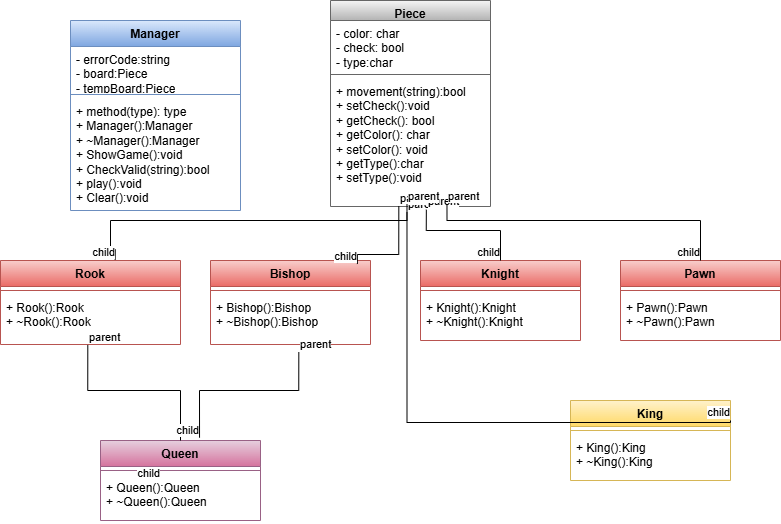 Manager
- errorCode:string
- board:Piece
- tempBoard:Piece
+ method(type): type
+ Manager():Manager
+ ~Manager():Manager
+ ShowGame():void
+ CheckValid(string):bool
+ play():void
+ Clear():void
Piece
- color: char
- check: bool
- type:char
+ movement(string):bool
+ setCheck():void
+ getCheck(): bool
+ getColor(): char
+ setColor(): void
+ getType():char
+ setType():void
parent
parent
child
child
child
child
Rook
+ Rook():Rook
+ ~Rook():Rook
parent
Bishop
+ Bishop():Bishop
+ ~Bishop():Bishop
parent
Knight
+ Knight():Knight
+ ~Knight():Knight
Pawn
+ Pawn():Pawn
+ ~Pawn():Pawn
child
Queen
child
+ Queen():Queen
+ ~Queen():Queen
King
child
+ King():King
+ ~King():King